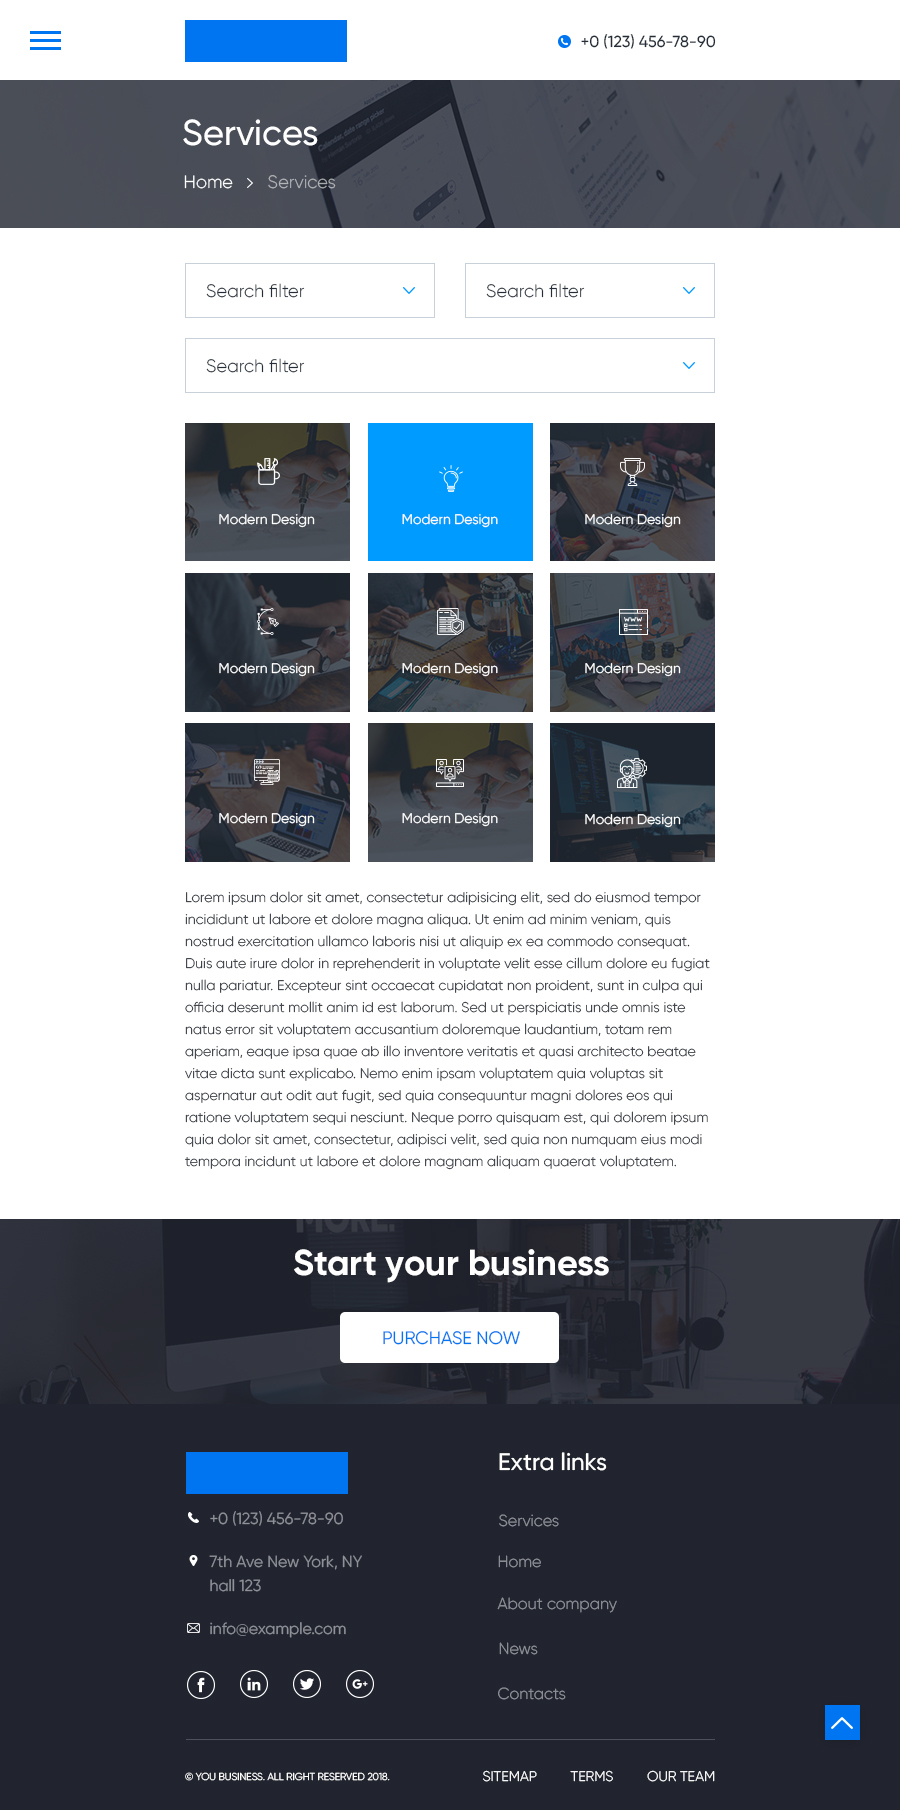 +0 (123) 456-78-90
Services
Home > Services
Search filter
Search filter
Search filter
Modern Design
Modern Design
Modern Design
Modern Design
Modern Design
WWW
Modern Design
Modern Design
Modern Design
Modern Design
Lorem ipsum dolor sit amet, consectetur adipisicing elit, sed do eiusmod tempor
incididunt ut labore et dolore magna aliqua. Ut enim ad minim veniam, quis
nostrud exercitation ullamco laboris nisi ut aliquip ex ea commodo consequat.
Duis aute irure dolor in reprehenderit in voluptate velit esse cillum dolore eu fugiat
nulla pariatur. Excepteur sint occaecat cupidatat non proident, sunt in culpa qui
officia deserunt mollit anim id est laborum. Sed ut perspiciatis unde omnis iste
natus error sit voluptatem accusantium doloremque laudantium, totam rem
aperiam, eaque ipsa quae ab illo inventore veritatis et quasi architecto beatae
vitae dicta sunt explicabo. Nemo enim ipsam voluptatem quia voluptas sit
aspernatur aut odit aut fugit, sed quia consequuntur magni dolores eos qui
ratione voluptatem sequi nesciunt. Neque porro quisquam est, qui dolorem ipsum
quia dolor sit amet, consectetur, adipisci velit, sed quia non numquam eius modi
tempora incidunt ut labore et dolore magnam aliquam quaerat voluptatem.
MORE.
Start your business
PURCHASE NOW
+0 (123) 456-78-90
7th Ave New York, NY
hall 123
info@example.com
Extra links
Services
Home
About company
News
Contacts
© YOU BUSINESS. ALL RIGHT RESERVED 2018.
SITEMAP
TERMS
OUR TEAM